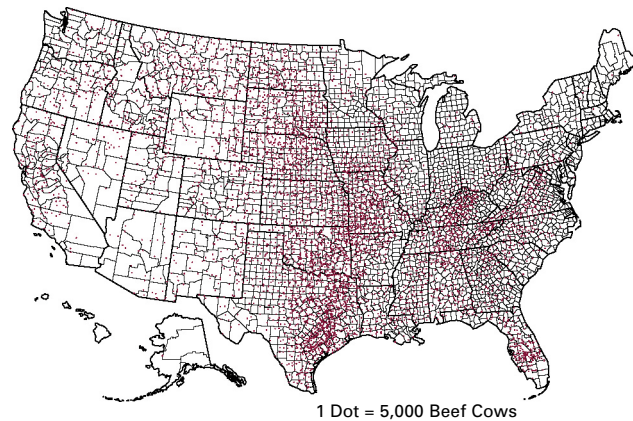 1 Dot = 5,000 Beef Cows